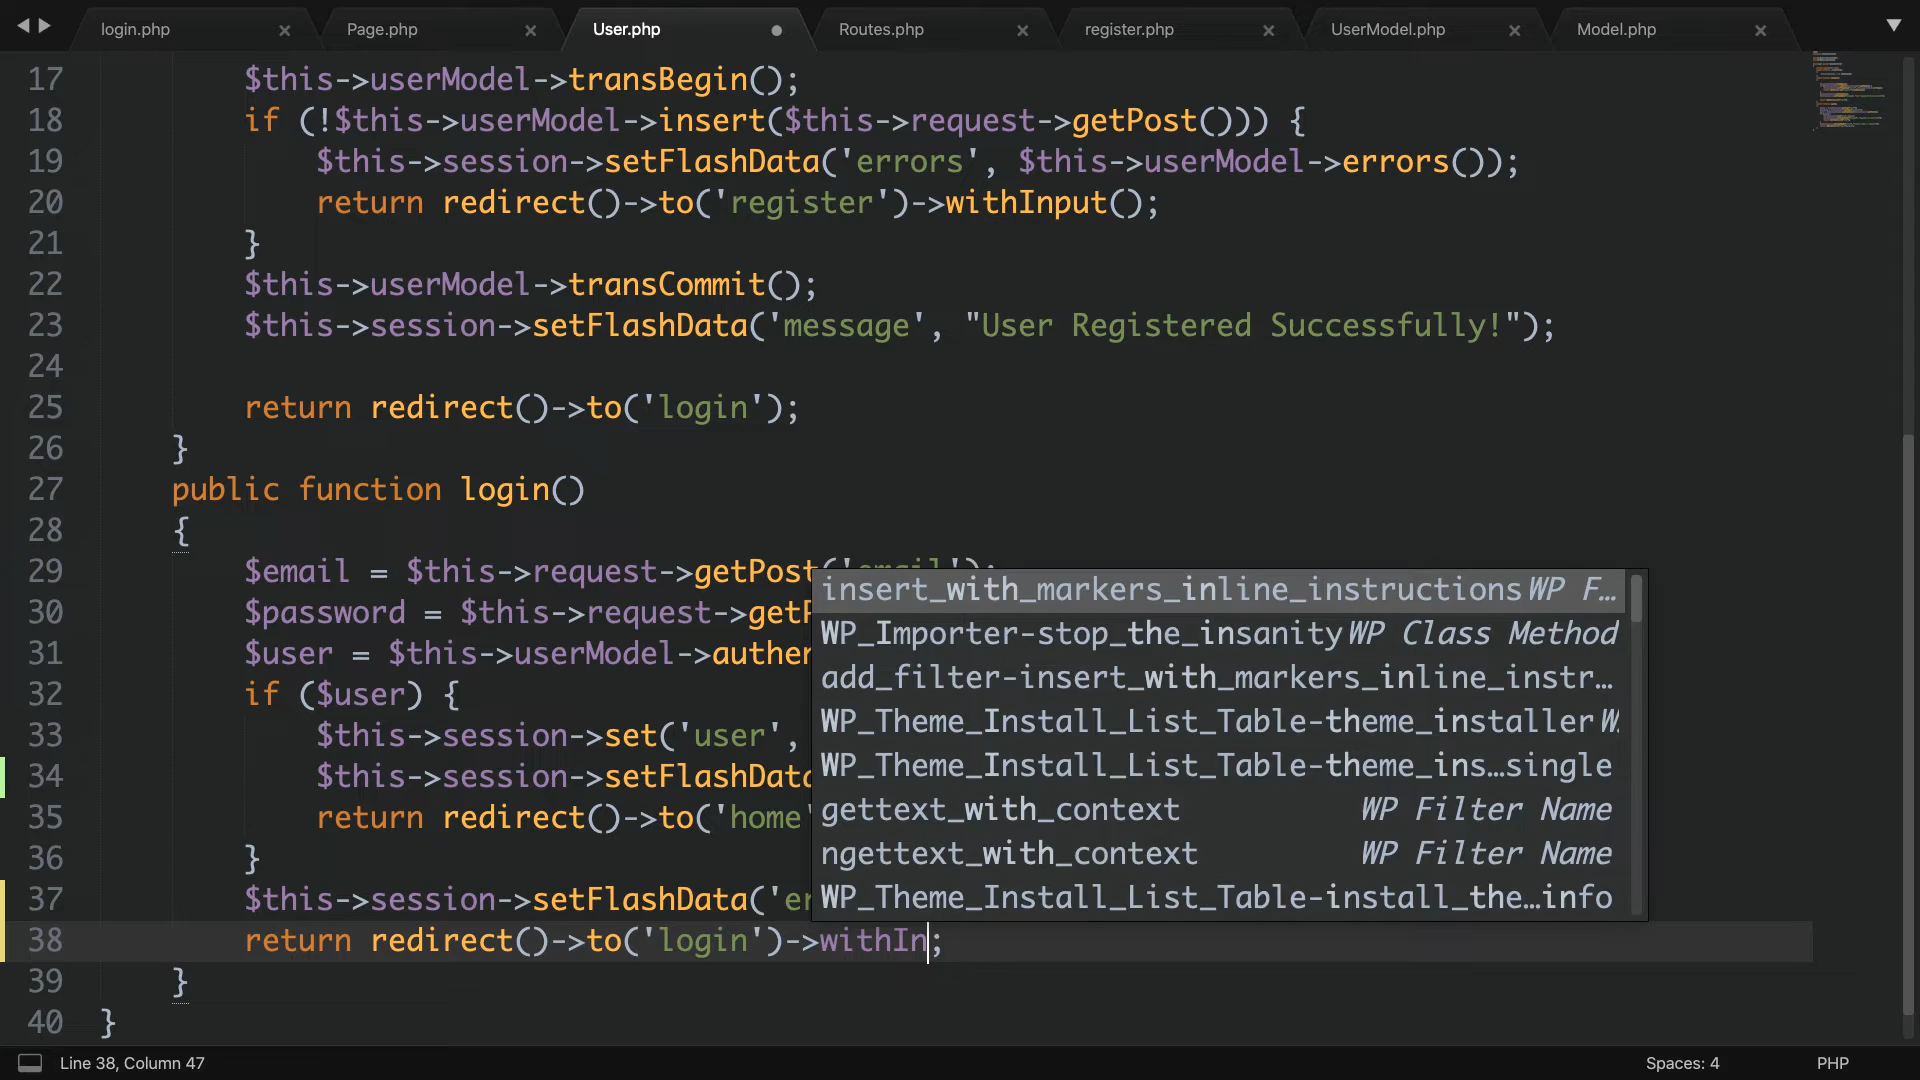 login.php Page.php User.php Routes.php register.php UserModel.php Model.php
17 $this->userModel->transBegin();
18 if (!$this->userModel->insert($this->request->getPost())) {
19 $this->session->setFlashData('errors', $this->userModel->errors());
20 return redirect()->to('register')->withInput();
21 }
22 $this->userModel->transCommit();
23 $this->session->setFlashData('message', "User Registered Successfully!");
24
25 return redirect()->to('login');
26 }
27 public function login()
28 {
29 $email = $this->request->getPost('email');
30 $password = $this->request->getP
31 $user = $this->userModel->auther
32 if ($user) {
33 $this->session->set('user',
34 $this->session->setFlashData
35 return redirect()->to('home'
36 }
37 $this->session->setFlashData('er
38 return redirect()->to('login')->withIn;
39 }
40 }
insert_with_markers_inline_instructions WP F…
WP_Importer-stop_the_insanity WP Class Method
add_filter-insert_with_markers_inline_instr…
WP_Theme_Install_List_Table-theme_installer W
WP_Theme_Install_List_Table-theme_ins…single
gettext_with_context WP Filter Name
ngettext_with_context WP Filter Name
WP_Theme_Install_List_Table-install_the…info
Line 38, Column 47 Spaces: 4 PHP